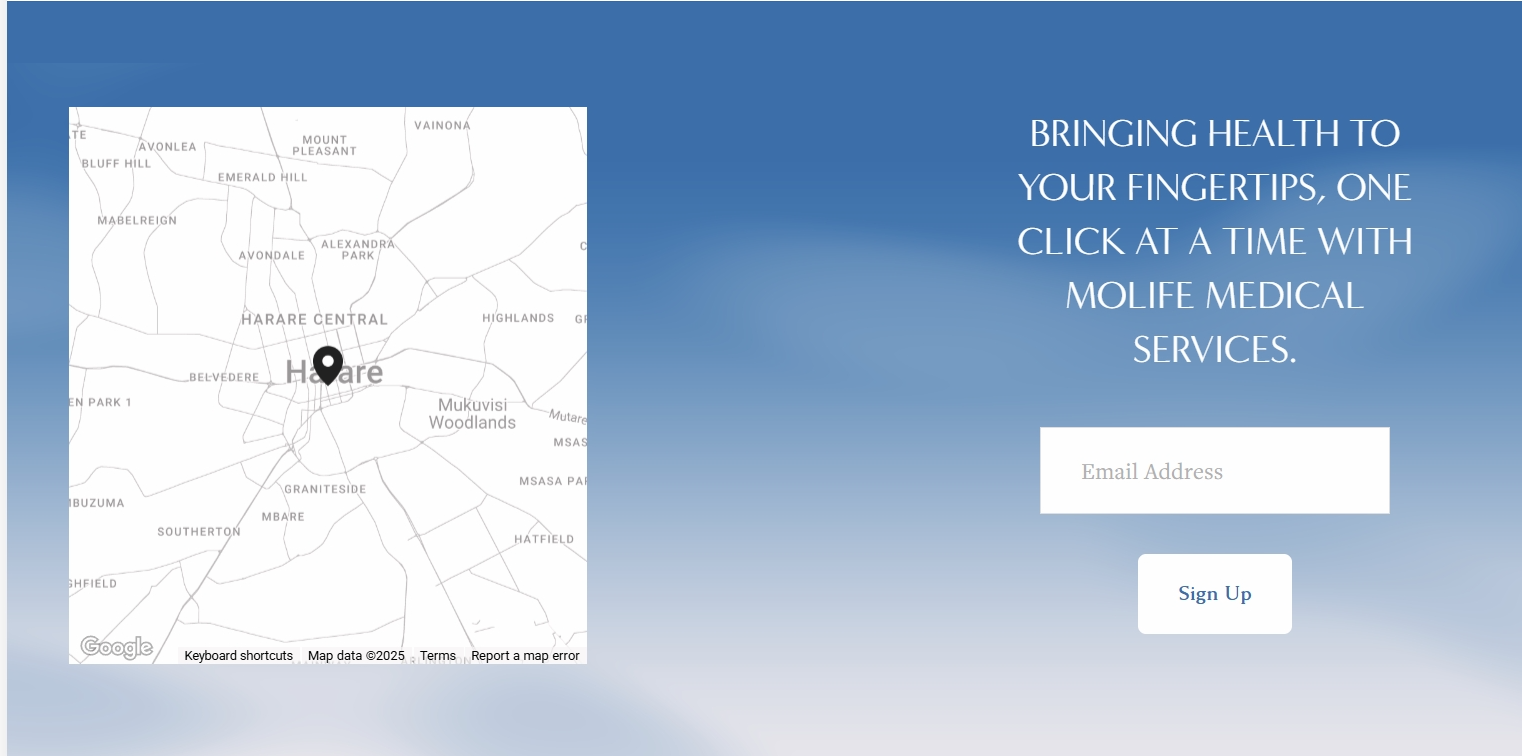 VAINONA
ATE
AVONLEA
MOUNT
PLEASANT
BLUFF HILL
EMERALD HILL
MABELREIGN
AVONDALE
ALEXANDRA
PARK
HARARE CENTRAL
HIGHLANDS
GR
BELVEDERE
Harare
EN PARK 1
Mukuvisi
Woodlands
Mutare
MSAS
MSASA PAR
GRANITESIDE
MBUZUMA
MBARE
SOUTHERTON
HATFIELD
GHFIELD
Google
Keyboard shortcuts
Map data ©2025
Terms
Report a map error
BRINGING HEALTH TO
YOUR FINGERTIPS, ONE
CLICK AT A TIME WITH
MOLIFE MEDICAL
SERVICES.
Email Address
Sign Up